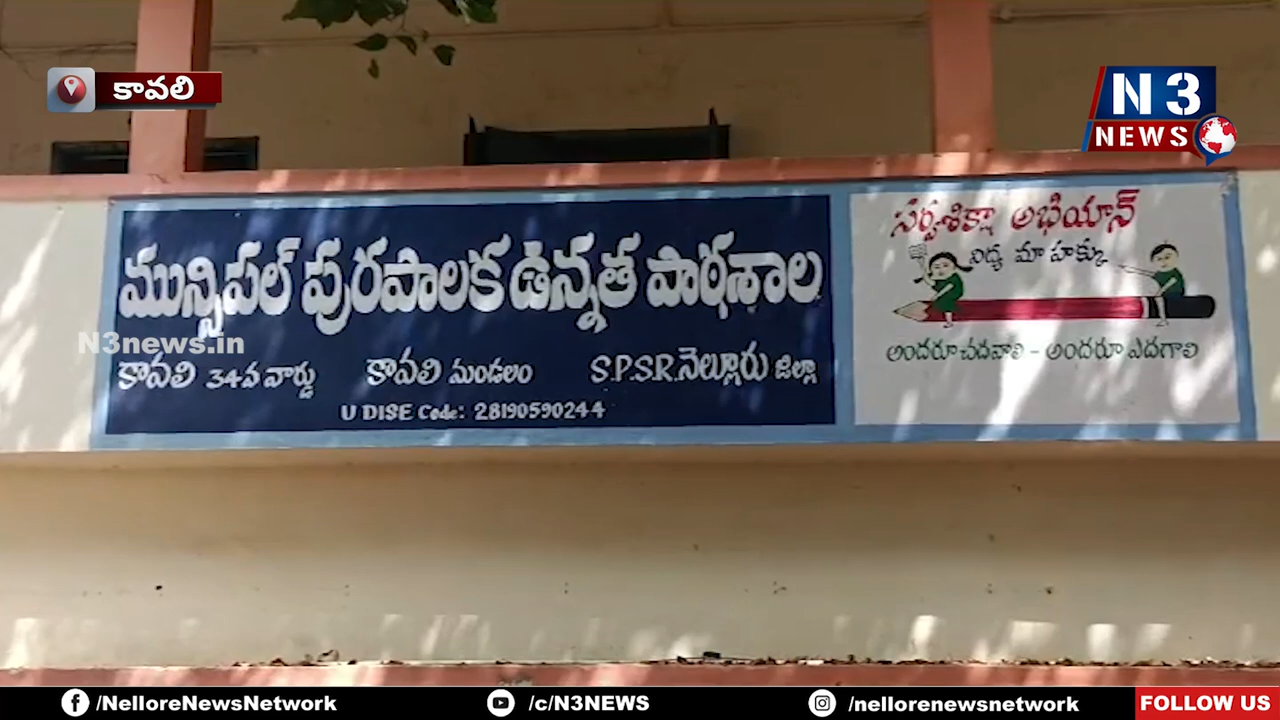 కావలి
N3
NEWS
మున్సిపల్ పురపాలక ఉన్నత పాఠశాల
కావలి 34వ వార్డు కావలి మండలం S.P.S.R.నెల్లూరు జిల్లా
U DISE Code: 28190590244
సర్వశిక్షా అభియాన్
విద్య మా హక్కు
అందరూ చదవాలి - అందరూ ఎదగాలి
N3news.in
/NelloreNewsNetwork
/c/N3NEWS
/nellorenewsnetwork
FOLLOW US